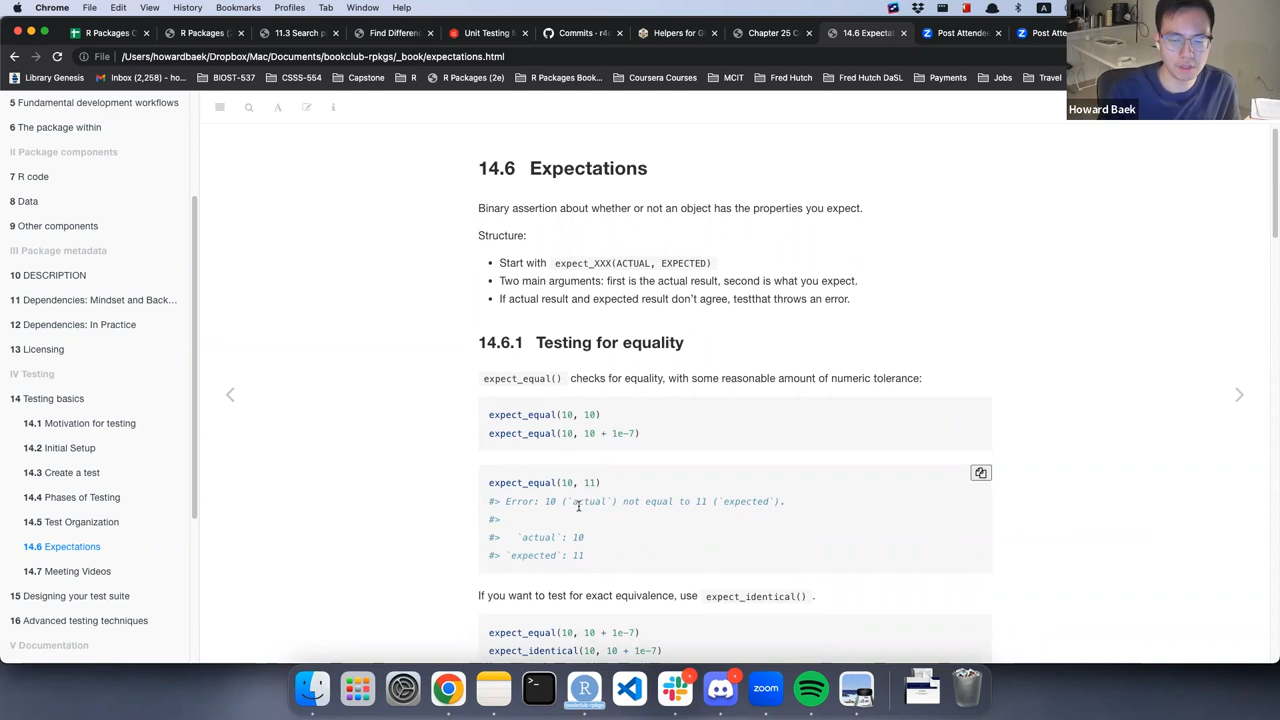 Chrome File Edit View History Bookmarks Profiles Tab Window Help
R Packages C R Packages ( 11.3 Search p Find Differenc Unit Testing f Commits · r4d Helpers for G Chapter 25 C 14.6 Expectat Post Attende Post Att
File /Users/howardbaek/Dropbox/Mac/Documents/bookclub-rpkgs/_book/expectations.html
Library Genesis Inbox (2,258) - ho... BIOST-537 CSSS-554 Capstone R R Packages (2e) R Packages Book... Coursera Courses MCIT Fred Hutch Fred Hutch DaSL Payments Jobs Travel
Howard Baek
5 Fundamental development workflows
6 The package within
II Package components
7 R code
8 Data
9 Other components
III Package metadata
10 DESCRIPTION
11 Dependencies: Mindset and Back…
12 Dependencies: In Practice
13 Licensing
IV Testing
14 Testing basics
14.1 Motivation for testing
14.2 Initial Setup
14.3 Create a test
14.4 Phases of Testing
14.5 Test Organization
14.6 Expectations
14.7 Meeting Videos
15 Designing your test suite
16 Advanced testing techniques
V Documentation
14.6 Expectations
Binary assertion about whether or not an object has the properties you expect.
Structure:
• Start with expect_XXX(ACTUAL, EXPECTED)
• Two main arguments: first is the actual result, second is what you expect.
• If actual result and expected result don't agree, testthat throws an error.
14.6.1 Testing for equality
expect_equal() checks for equality, with some reasonable amount of numeric tolerance:
expect_equal(10, 10)
expect_equal(10, 10 + 1e-7)
expect_equal(10, 11)
#> Error: 10 (`actual`) not equal to 11 (`expected`).
#>
#> `actual`: 10
#> `expected`: 11
If you want to test for exact equivalence, use expect_identical() .
expect_equal(10, 10 + 1e-7)
expect_identical(10, 10 + 1e-7)
bookclub-rpkgs
zoom